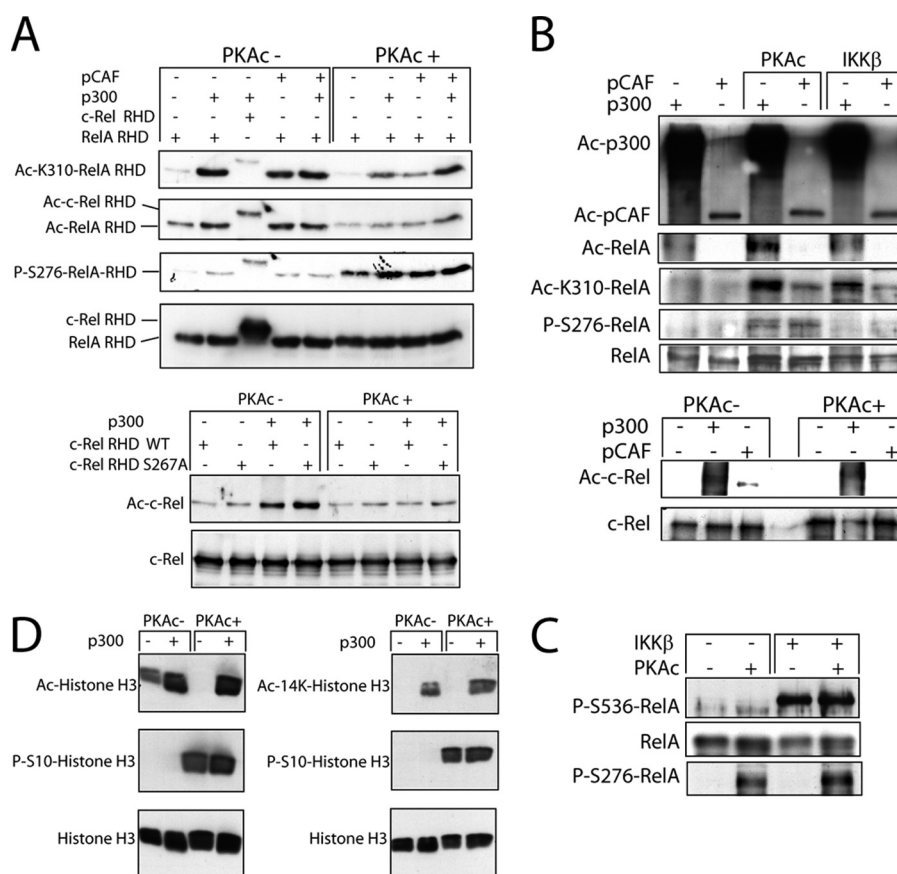 A
PKAc - PKAc +
pCAF - - - + + - - + +
p300 - + + - + - + - +
c-Rel RHD - - + - - - - - -
RelA RHD + + - + + + + + +
Ac-K310-RelA RHD
Ac-c-Rel RHD
Ac-RelA RHD
P-S276-RelA-RHD
c-Rel RHD
RelA RHD
PKAc - PKAc +
p300 - - + + - - + +
c-Rel RHD WT + - + - + - + -
c-Rel RHD S267A - + - + - + - +
Ac-c-Rel
c-Rel
B
PKAc IKKβ
pCAF - + - + - +
p300 + - + - + -
Ac-p300
Ac-pCAF
Ac-RelA
Ac-K310-RelA
P-S276-RelA
RelA
PKAc- PKAc+
p300 - + - - + -
pCAF - - + - - +
Ac-c-Rel
c-Rel
D
PKAc- PKAc+
p300 - + - +
Ac-Histone H3
P-S10-Histone H3
Histone H3
PKAc- PKAc+
p300 - + - +
Ac-14K-Histone H3
P-S10-Histone H3
Histone H3
C
IKKβ - - + +
PKAc - + - +
P-S536-RelA
RelA
P-S276-RelA